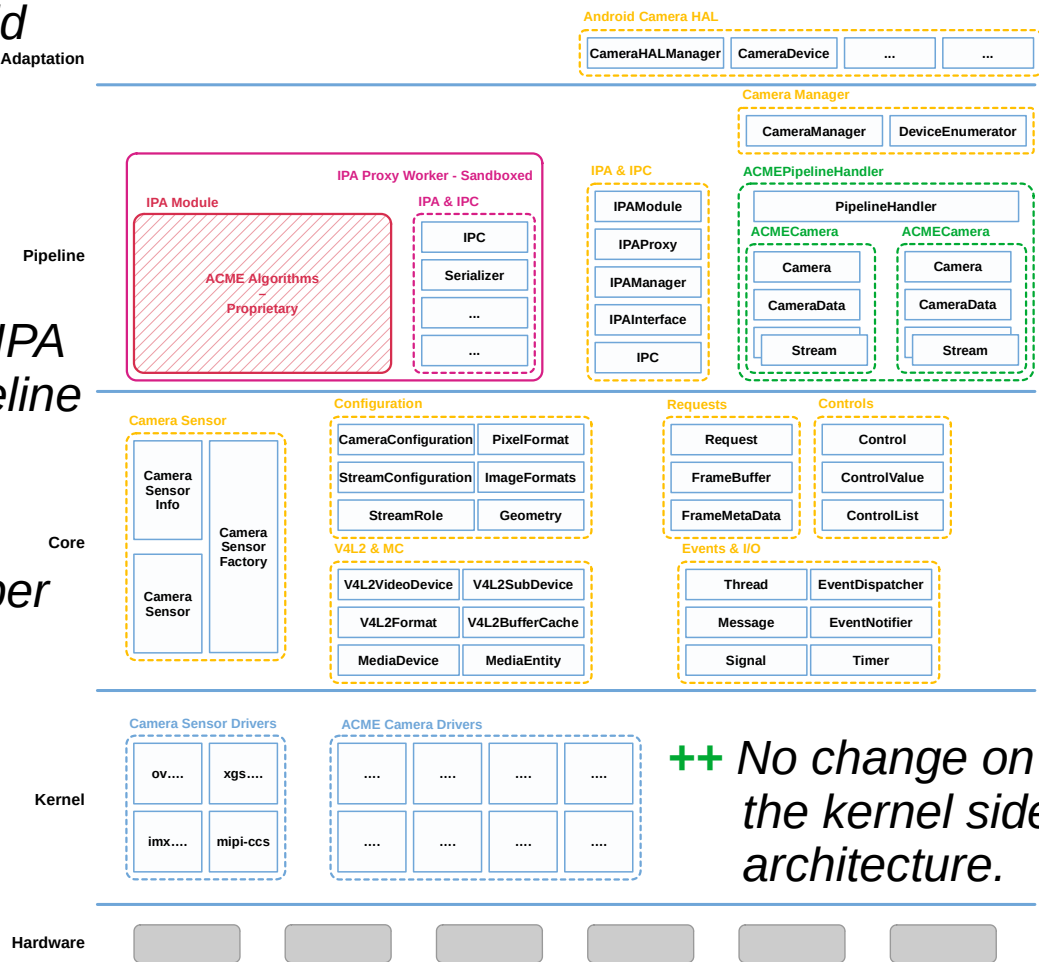 d
Adaptation
Android Camera HAL
CameraHALManager
CameraDevice
...
...
Camera Manager
CameraManager
DeviceEnumerator
Pipeline
IPA
eline
IPA Proxy Worker - Sandboxed
IPA Module
ACME Algorithms
–
Proprietary
IPA & IPC
IPC
Serializer
...
...
IPA & IPC
IPAModule
IPAProxy
IPAManager
IPAInterface
IPC
ACMEPipelineHandler
PipelineHandler
ACMECamera
Camera
CameraData
Stream
ACMECamera
Camera
CameraData
Stream
Core
per
Camera Sensor
Camera
Sensor
Info
Camera
Sensor
Camera
Sensor
Factory
Configuration
CameraConfiguration
PixelFormat
StreamConfiguration
ImageFormats
StreamRole
Geometry
V4L2 & MC
V4L2VideoDevice
V4L2SubDevice
V4L2Format
V4L2BufferCache
MediaDevice
MediaEntity
Requests
Request
FrameBuffer
FrameMetaData
Controls
Control
ControlValue
ControlList
Events & I/O
Thread
EventDispatcher
Message
EventNotifier
Signal
Timer
Kernel
Camera Sensor Drivers
ov....
xgs....
imx....
mipi-ccs
ACME Camera Drivers
....
....
....
....
....
....
....
....
++ No change on
the kernel side
architecture.
Hardware